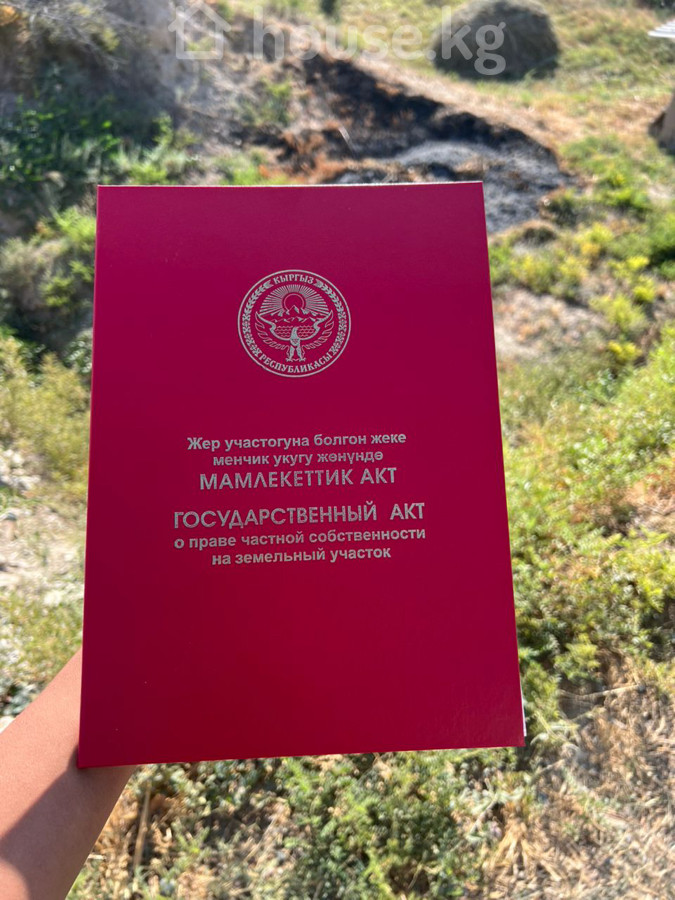 house.kg
КЫРГЫЗ
РЕСПУБЛИКАСЫ
Жер участогуна болгон жеке
менчик укугу жөнүндө
МАМЛЕКЕТТИК АКТ
ГОСУДАРСТВЕННЫЙ АКТ
о праве частной собственности
на земельный участок